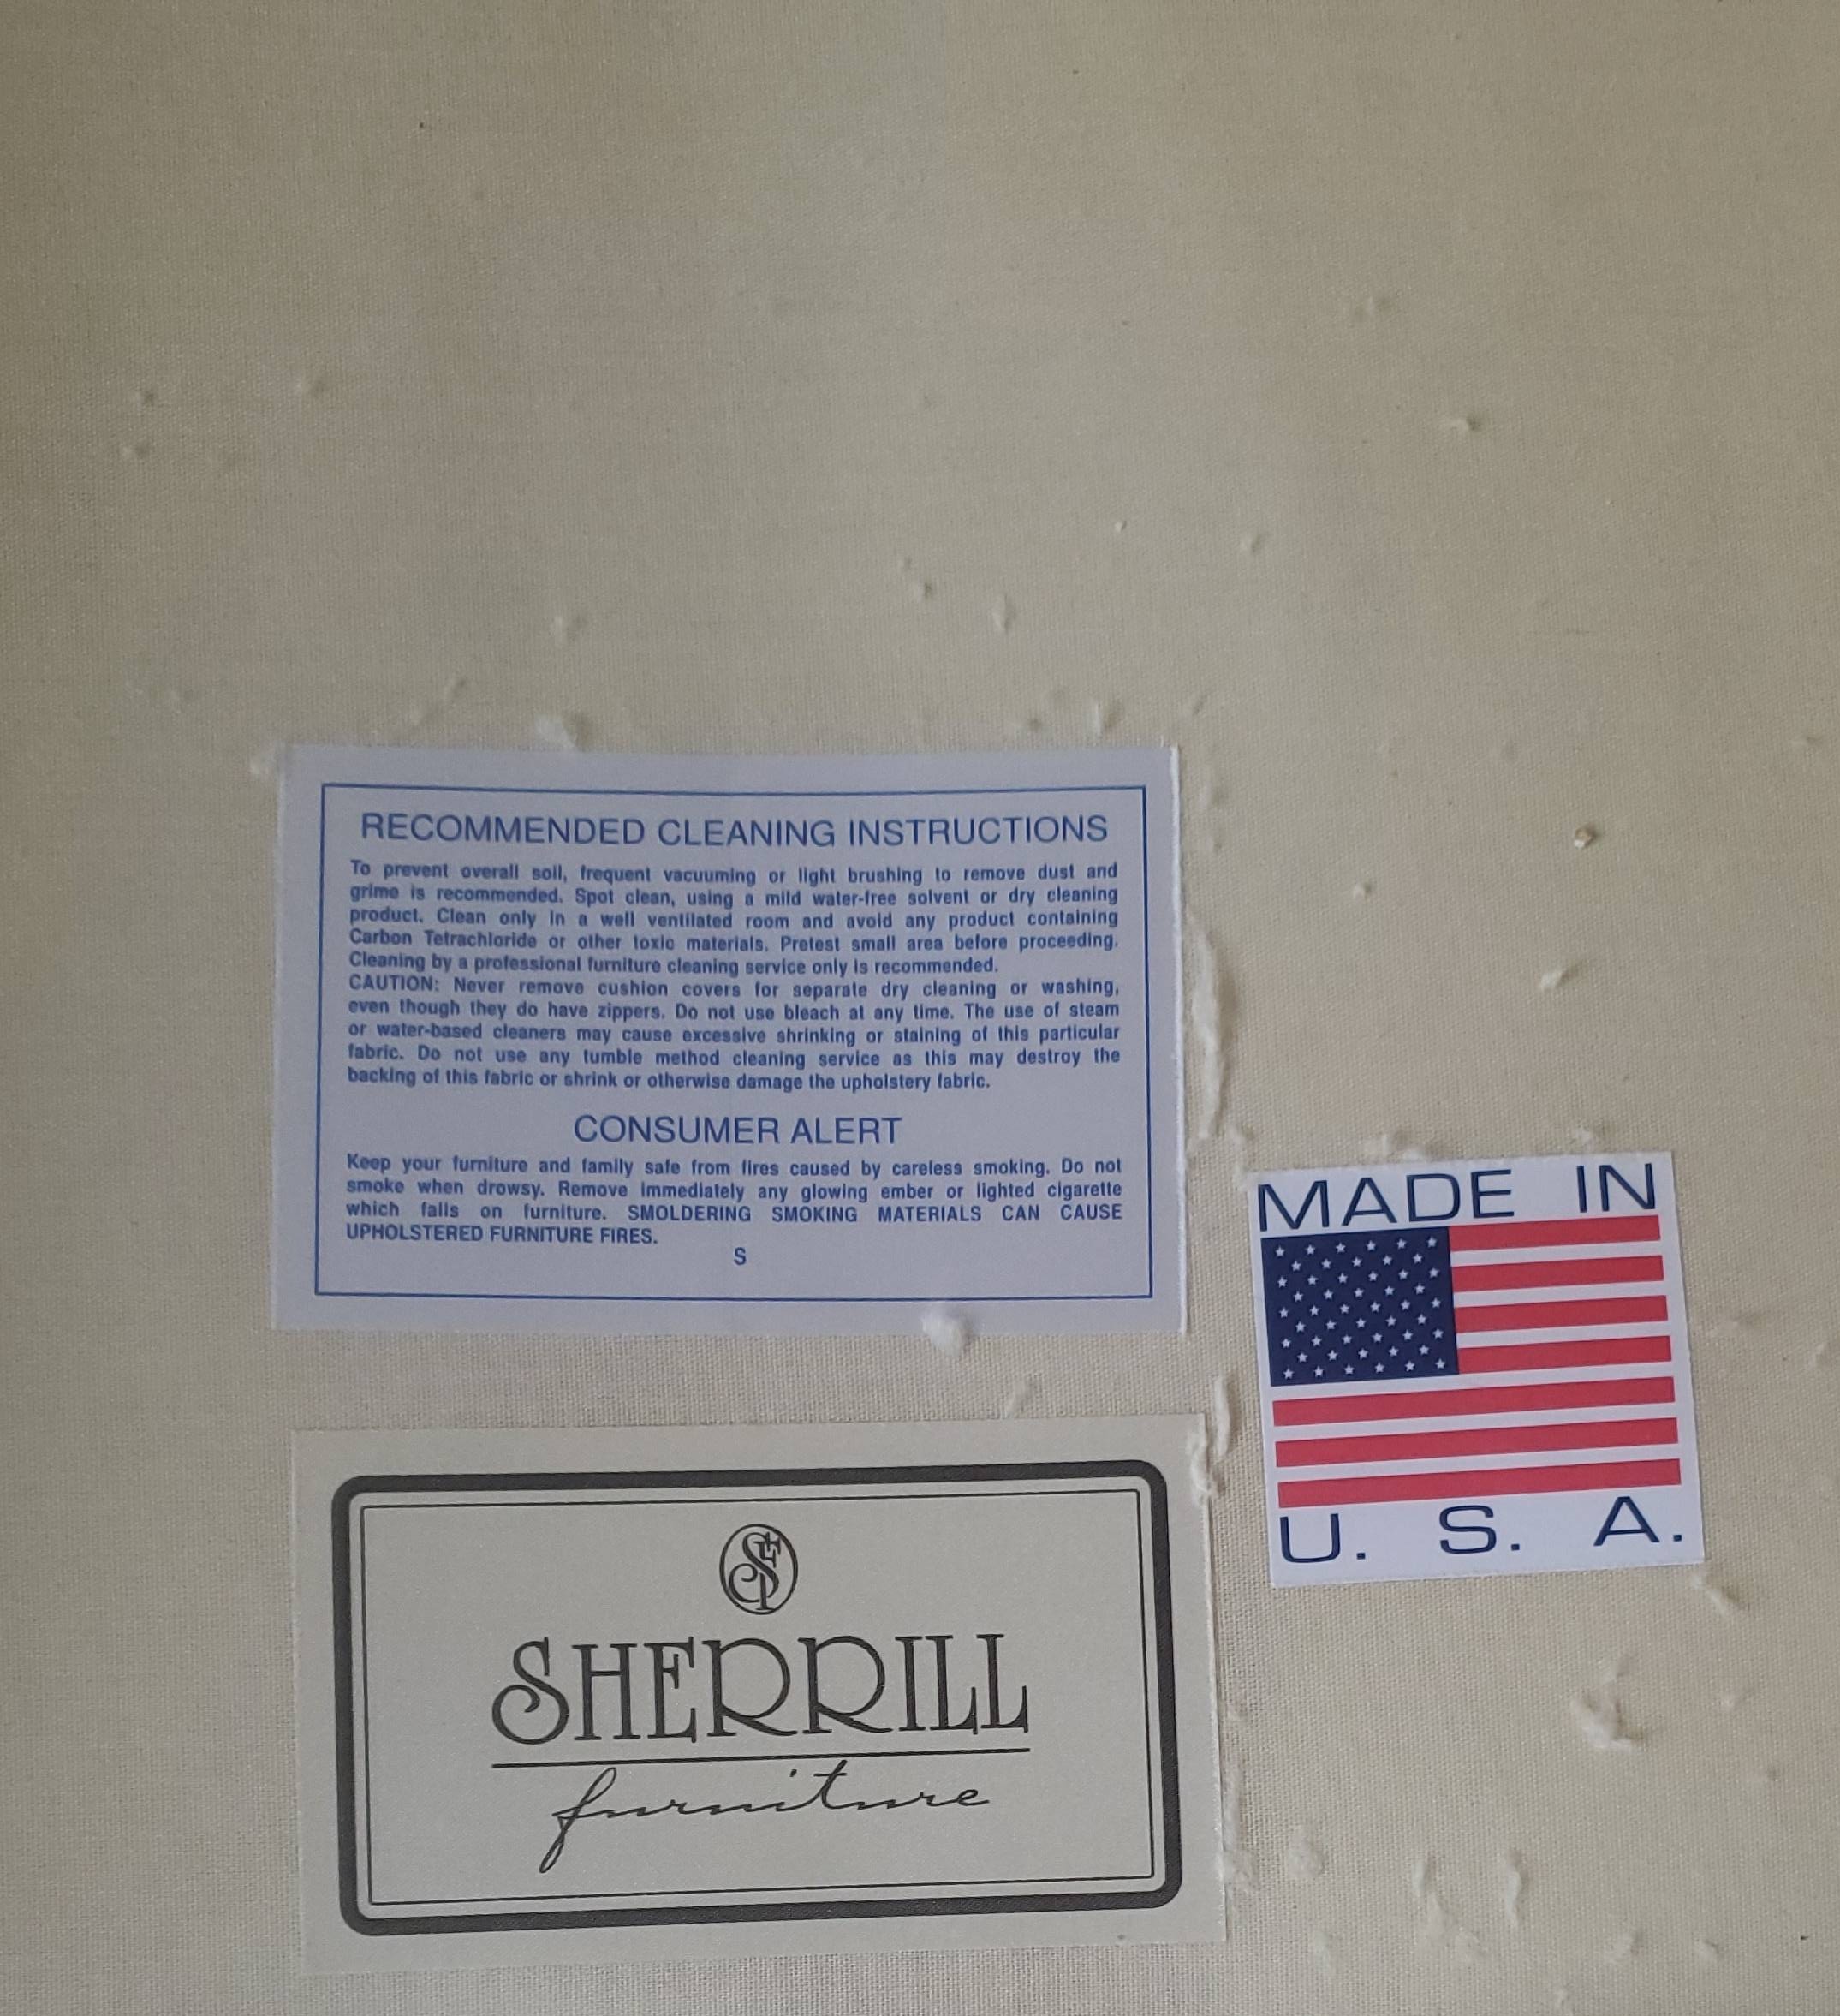 RECOMMENDED CLEANING INSTRUCTIONS
To prevent overall soil, frequent vacuuming or light brushing to remove dust and
grime is recommended. Spot clean, using a mild water-free solvent or dry cleaning
product. Clean only in a well ventilated room and avoid any product containing
Carbon Tetrachloride or other toxic materials. Pretest small area before proceeding.
Cleaning by a professional furniture cleaning service only is recommended.
CAUTION: Never remove cushion covers for separate dry cleaning or washing,
even though they do have zippers. Do not use bleach at any time. The use of steam
or water-based cleaners may cause excessive shrinking or staining of this particular
fabric. Do not use any tumble method cleaning service as this may destroy the
backing of this fabric or shrink or otherwise damage the upholstery fabric.
CONSUMER ALERT
Keep your furniture and family safe from fires caused by careless smoking. Do not
smoke when drowsy. Remove immediately any glowing ember or lighted cigarette
which falls on furniture. SMOLDERING SMOKING MATERIALS CAN CAUSE
UPHOLSTERED FURNITURE FIRES.
S
MADE IN
U. S. A.
SHERRILL
furniture